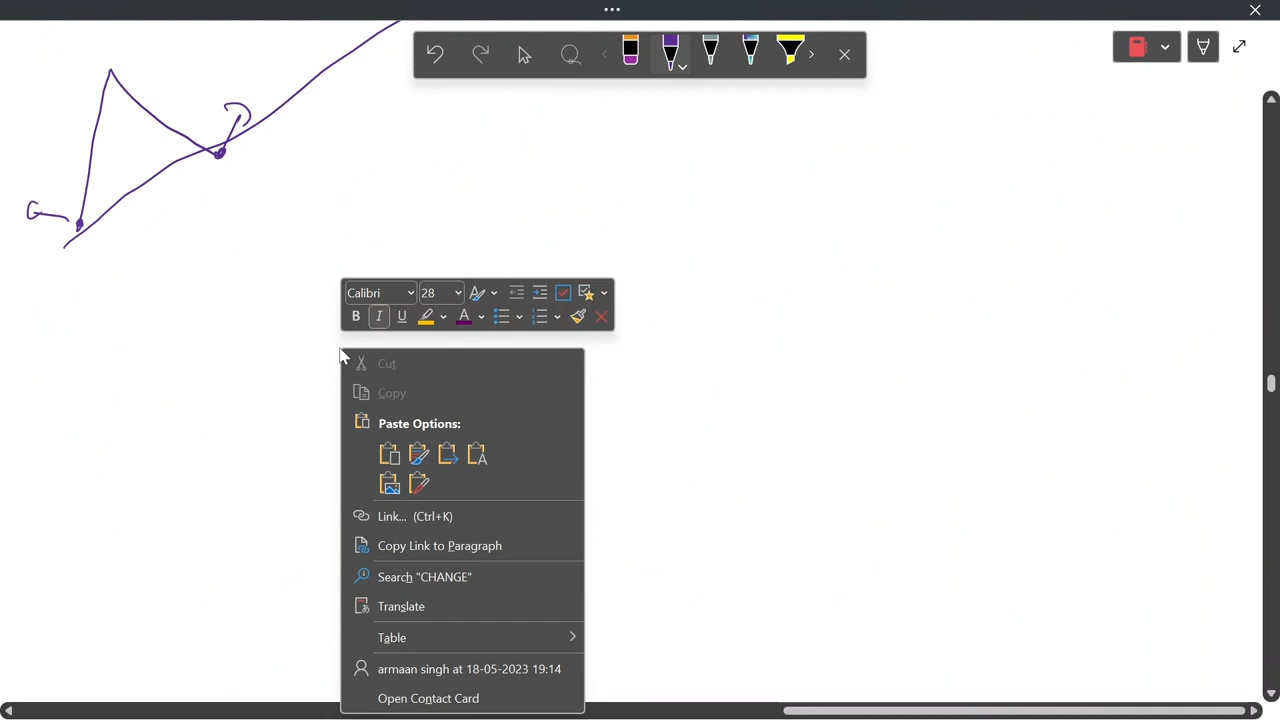 D
G
Calibri
28
B I U A
Cut
Copy
Paste Options:
Link... (Ctrl+K)
Copy Link to Paragraph
Search "CHANGE"
Translate
Table
armaan singh at 18-05-2023 19:14
Open Contact Card